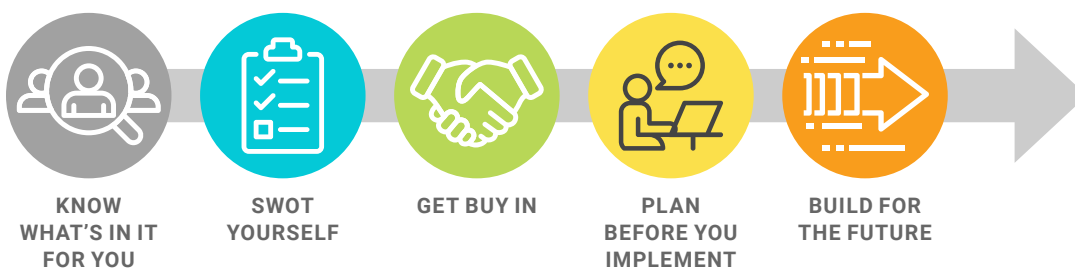 KNOW
WHAT'S IN IT
FOR YOU
SWOT
YOURSELF
GET BUY IN
PLAN
BEFORE YOU
IMPLEMENT
BUILD FOR
THE FUTURE